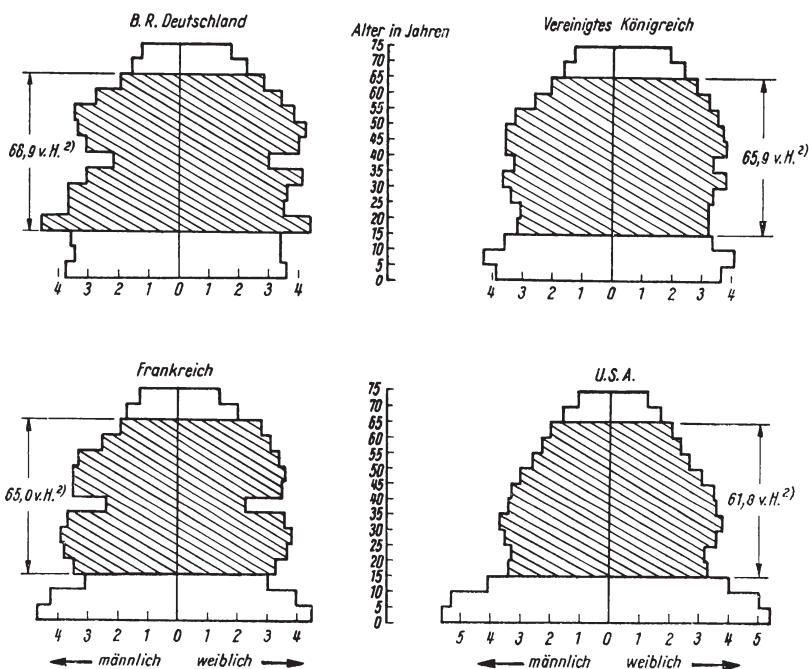 B. R. Deutschland
Alter in Jahren
Vereinigtes Königreich
68,9 v.H.²⁾
75
70
65
60
55
50
45
40
35
30
25
20
15
10
5
0
65,9 v.H.²⁾
4 3 2 1 0 1 2 3 4
4 3 2 1 0 1 2 3 4
Frankreich
U.S.A.
65,0 v.H.²⁾
75
70
65
60
55
50
45
40
35
30
25
20
15
10
5
0
61,8 v.H.²⁾
4 3 2 1 0 1 2 3 4
5 4 3 2 1 0 1 2 3 4 5
männlich weiblich
männlich weiblich